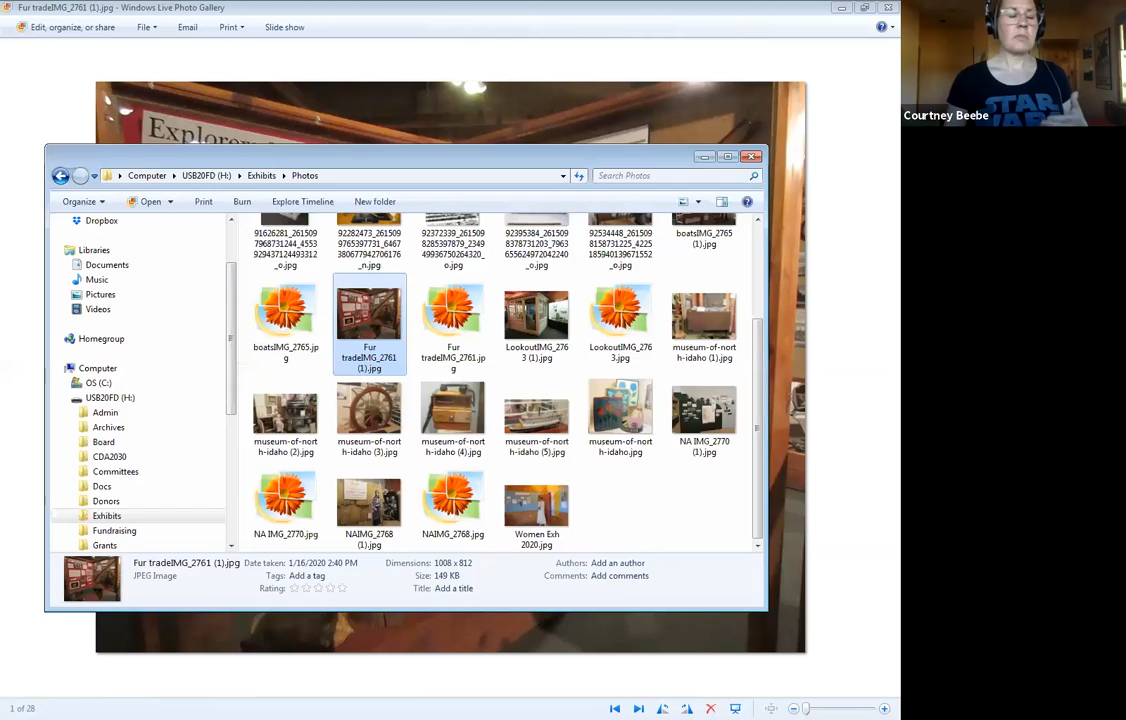 Fur tradeIMG_2761 (1).jpg - Windows Live Photo Gallery
Edit, organize, or share File Email Print Slide show
STAR
WARS
Courtney Beebe
Computer USB20FD (H:) Exhibits Photos
Search Photos
Organize Open Print Burn Explore Timeline New folder
Dropbox
Libraries
Documents
Music
Pictures
Videos
Homegroup
Computer
OS (C:)
USB20FD (H:)
Admin
Archives
Board
CDA2030
Committees
Docs
Donors
Exhibits
Fundraising
Grants
91626281_261509
7968731244_4553
929437124493312
_o.jpg
92282473_261509
9765397731_6467
380677942706176
_n.jpg
92372339_261509
8285397879_2349
49936750264320_
o.jpg
92395384_261509
8378731203_7963
655624972042240
_o.jpg
92534448_261509
8158731225_4225
185940139671552
_o.jpg
boatsIMG_2765
(1).jpg
boatsIMG_2765.jp
g
Fur
tradeIMG_2761
(1).jpg
Fur
tradeIMG_2761.jp
g
LookoutIMG_276
3 (1).jpg
LookoutIMG_276
3.jpg
museum-of-nort
h-idaho (1).jpg
museum-of-nort
h-idaho (2).jpg
museum-of-nort
h-idaho (3).jpg
museum-of-nort
h-idaho (4).jpg
museum-of-nort
h-idaho (5).jpg
museum-of-nort
h-idaho.jpg
NA IMG_2770
(1).jpg
NA IMG_2770.jpg
NAIMG_2768
(1).jpg
NAIMG_2768.jpg
Women Exh
2020.jpg
Fur tradeIMG_2761 (1).jpg Date taken: 1/16/2020 2:40 PM Dimensions: 1008 x 812 Authors: Add an author
JPEG Image Tags: Add a tag Size: 149 KB Comments: Add comments
Rating: Title: Add a title
1 of 28